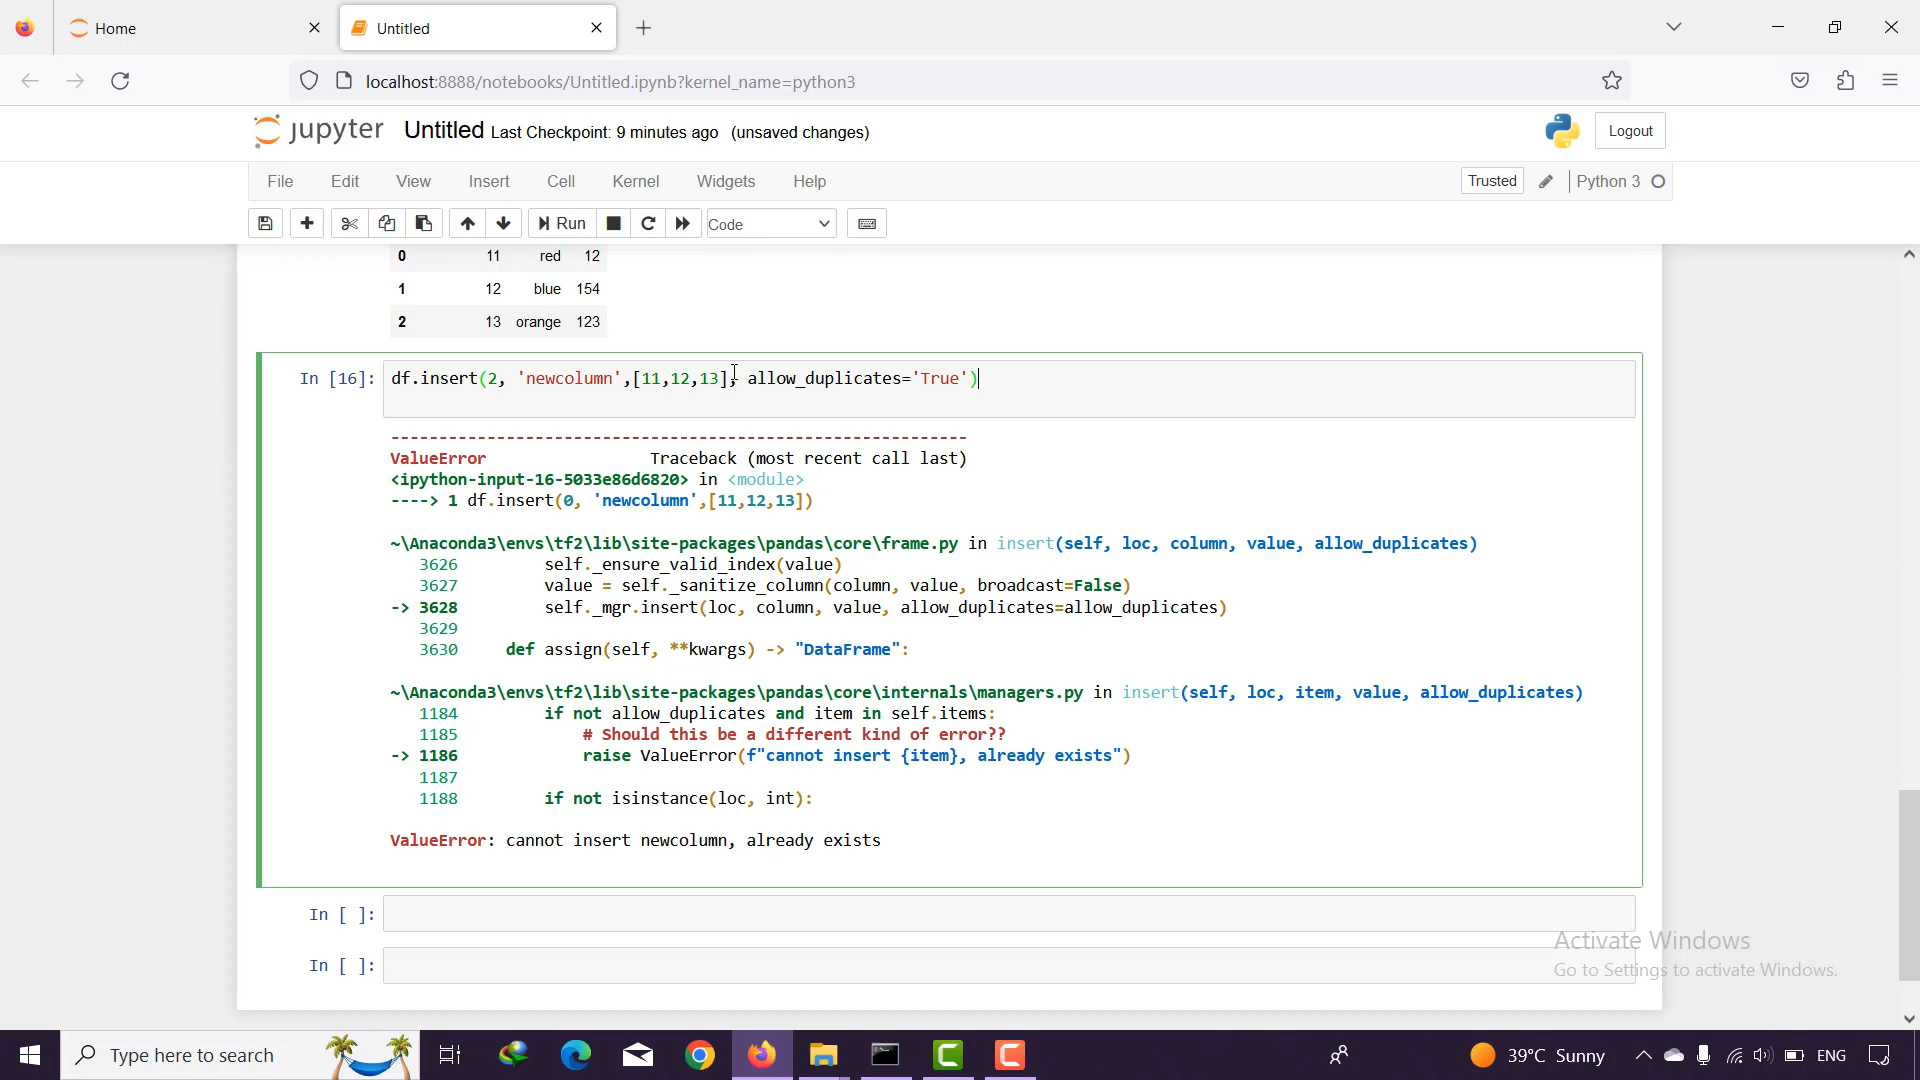 Home
Untitled
localhost:8888/notebooks/Untitled.ipynb?kernel_name=python3
jupyter Untitled Last Checkpoint: 9 minutes ago (unsaved changes)
Logout
File Edit View Insert Cell Kernel Widgets Help
Trusted Python 3
Run Code
0 11 red 12
1 12 blue 154
2 13 orange 123
In [16]: df.insert(2, 'newcolumn',[11,12,13], allow_duplicates='True')
---------------------------------------------------------------------------
ValueError Traceback (most recent call last)
<ipython-input-16-5033e86d6820> in <module>
----> 1 df.insert(0, 'newcolumn',[11,12,13])
~\Anaconda3\envs\tf2\lib\site-packages\pandas\core\frame.py in insert(self, loc, column, value, allow_duplicates)
3626 self._ensure_valid_index(value)
3627 value = self._sanitize_column(column, value, broadcast=False)
-> 3628 self._mgr.insert(loc, column, value, allow_duplicates=allow_duplicates)
3629
3630 def assign(self, **kwargs) -> "DataFrame":
~\Anaconda3\envs\tf2\lib\site-packages\pandas\core\internals\managers.py in insert(self, loc, item, value, allow_duplicates)
1184 if not allow_duplicates and item in self.items:
1185 # Should this be a different kind of error??
-> 1186 raise ValueError(f"cannot insert {item}, already exists")
1187
1188 if not isinstance(loc, int):
ValueError: cannot insert newcolumn, already exists
In [ ]:
In [ ]:
Activate Windows
Go to Settings to activate Windows.
Type here to search
39°C Sunny
ENG